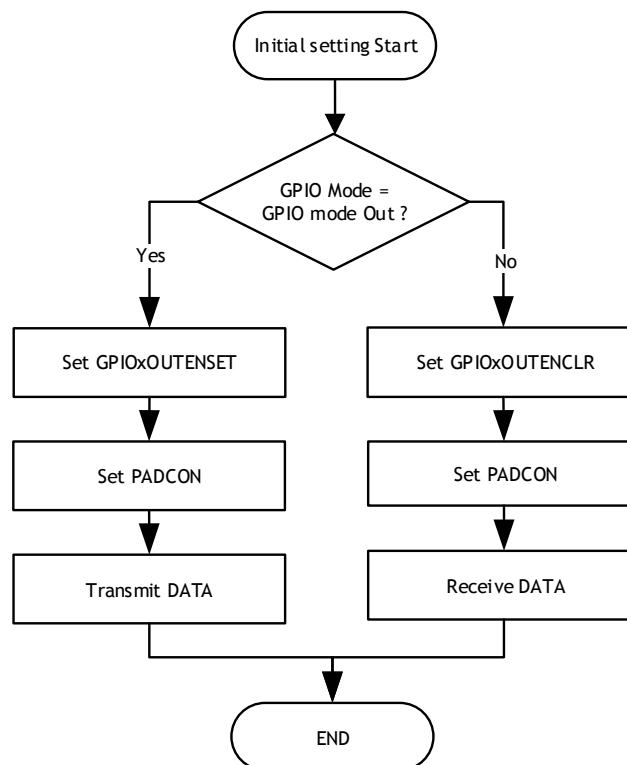 Initial setting Start
GPIO Mode =
GPIO mode Out ?
Yes
No
Set GPIOxOUTENSET
Set GPIOxOUTENCLR
Set PADCON
Set PADCON
Transmit DATA
Receive DATA
END